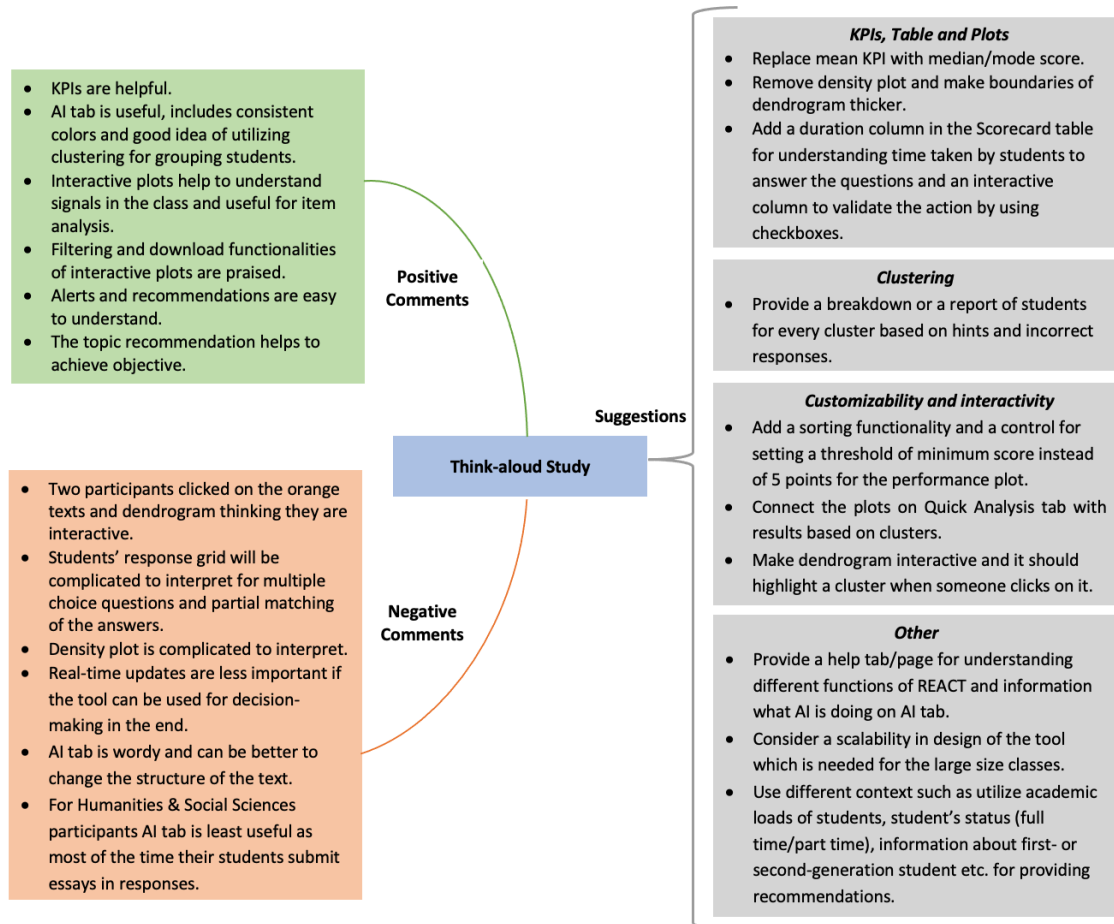 • KPIs are helpful.
• AI tab is useful, includes consistent
colors and good idea of utilizing
clustering for grouping students.
• Interactive plots help to understand
signals in the class and useful for item
analysis.
• Filtering and download functionalities
of interactive plots are praised.
• Alerts and recommendations are easy
to understand.
• The topic recommendation helps to
achieve objective.
Positive
Comments
• Two participants clicked on the orange
texts and dendrogram thinking they are
interactive.
• Students’ response grid will be
complicated to interpret for multiple
choice questions and partial matching
of the answers.
• Density plot is complicated to interpret.
• Real-time updates are less important if
the tool can be used for decision-
making in the end.
• AI tab is wordy and can be better to
change the structure of the text.
• For Humanities & Social Sciences
participants AI tab is least useful as
most of the time their students submit
essays in responses.
Negative
Comments
Think-aloud Study
Suggestions
KPIs, Table and Plots
• Replace mean KPI with median/mode score.
• Remove density plot and make boundaries of
dendrogram thicker.
• Add a duration column in the Scorecard table
for understanding time taken by students to
answer the questions and an interactive
column to validate the action by using
checkboxes.
Clustering
• Provide a breakdown or a report of students
for every cluster based on hints and incorrect
responses.
Customizability and interactivity
• Add a sorting functionality and a control for
setting a threshold of minimum score instead
of 5 points for the performance plot.
• Connect the plots on Quick Analysis tab with
results based on clusters.
• Make dendrogram interactive and it should
highlight a cluster when someone clicks on it.
Other
• Provide a help tab/page for understanding
different functions of REACT and information
what AI is doing on AI tab.
• Consider a scalability in design of the tool
which is needed for the large size classes.
• Use different context such as utilize academic
loads of students, student’s status (full
time/part time), information about first- or
second-generation student etc. for providing
recommendations.